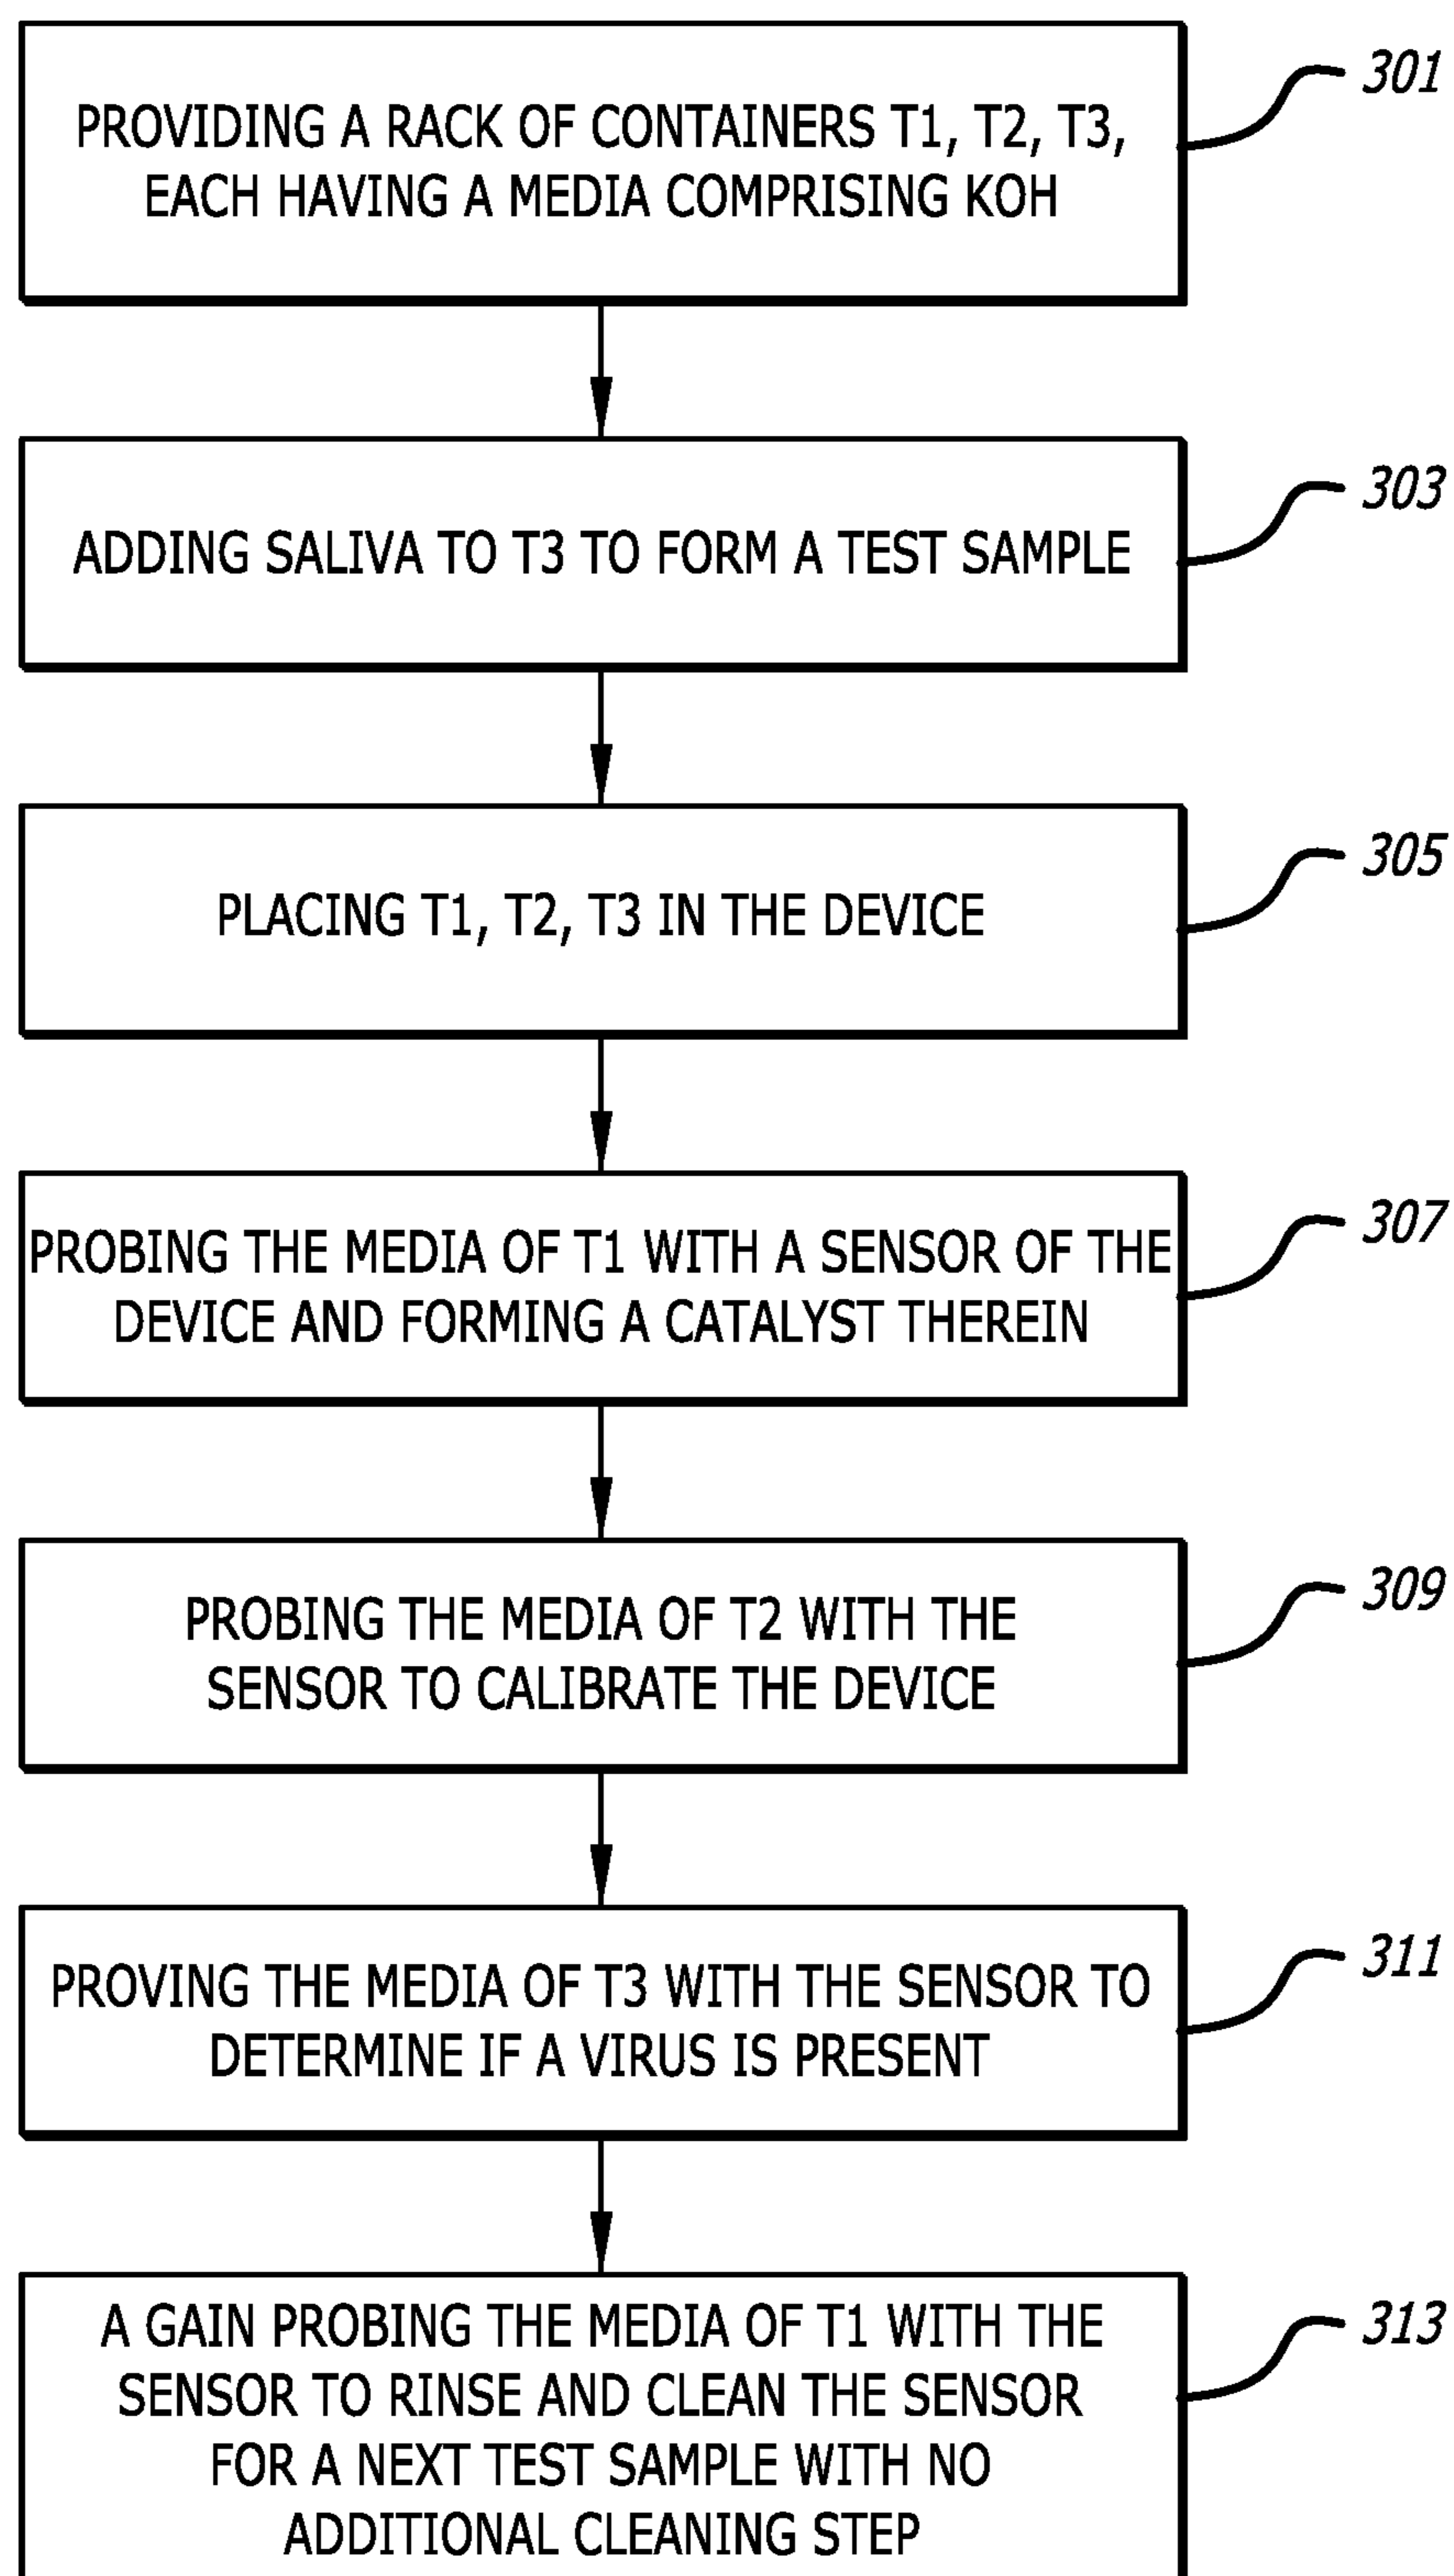 PROVIDING A RACK OF CONTAINERS T1, T2, T3,
EACH HAVING A MEDIA COMPRISING KOH
301
ADDING SALIVA TO T3 TO FORM A TEST SAMPLE
303
PLACING T1, T2, T3 IN THE DEVICE
305
PROBING THE MEDIA OF T1 WITH A SENSOR OF THE
DEVICE AND FORMING A CATALYST THEREIN
307
PROBING THE MEDIA OF T2 WITH THE
SENSOR TO CALIBRATE THE DEVICE
309
PROVING THE MEDIA OF T3 WITH THE SENSOR TO
DETERMINE IF A VIRUS IS PRESENT
311
A GAIN PROBING THE MEDIA OF T1 WITH THE
SENSOR TO RINSE AND CLEAN THE SENSOR
FOR A NEXT TEST SAMPLE WITH NO
ADDITIONAL CLEANING STEP
313